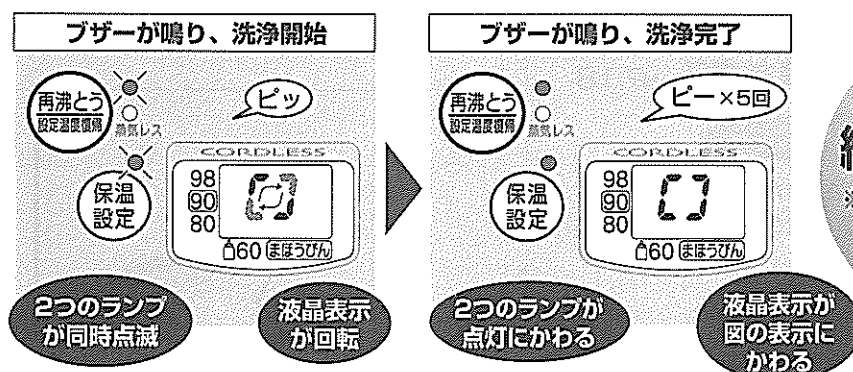 ブザーが鳴り、洗浄開始
再沸とう
設定温度復帰
蒸気レス
ピッ
保温
設定
CORDLESS
98
90
80
60 まほうびん
2つのランプ
が同時点滅
液晶表示
が回転
ブザーが鳴り、洗浄完了
再沸とう
設定温度復帰
蒸気レス
ピー×5回
保温
設定
CORDLESS
98
90
80
60 まほうびん
2つのランプが
点灯にかわる
液晶表示が
図の表示に
かわる
※